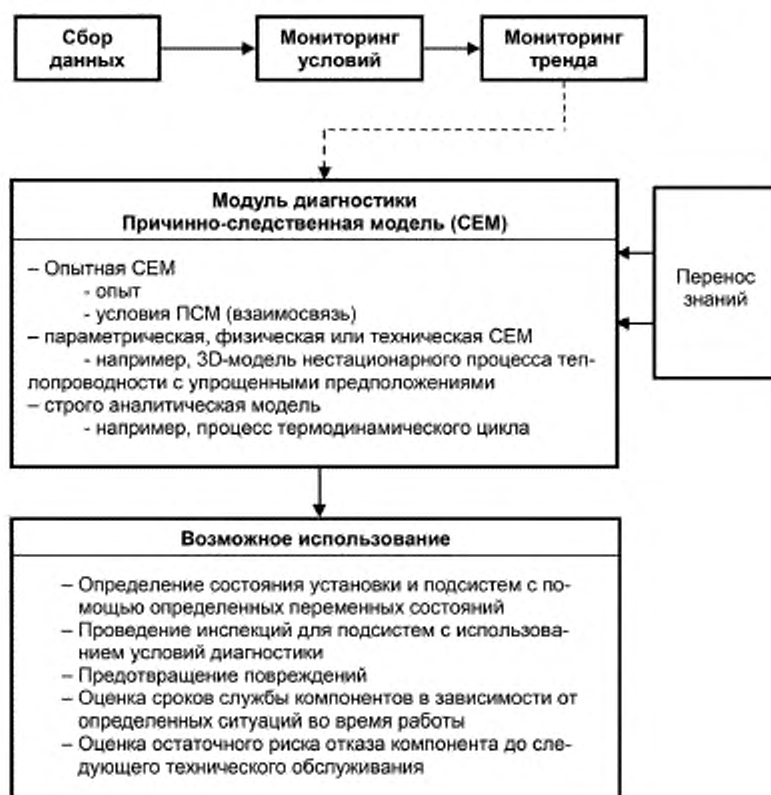 Сбор
данных
Мониторинг
условий
Мониторинг
тренда
Модуль диагностики
Причинно-следственная модель (СЕМ)
– Опытная СЕМ
- опыт
- условия ПСМ (взаимосвязь)
– параметрическая, физическая или техническая СЕМ
- например, 3D-модель нестационарного процесса теп-
лопроводности с упрощенными предположениями
– строго аналитическая модель
- например, процесс термодинамического цикла
Перенос
знаний
Возможное использование
– Определение состояния установки и подсистем с по-
мощью определенных переменных состояний
– Проведение инспекций для подсистем с использова-
нием условий диагностики
– Предотвращение повреждений
– Оценка сроков службы компонентов в зависимости от
определенных ситуаций во время работы
– Оценка остаточного риска отказа компонента до сле-
дующего технического обслуживания